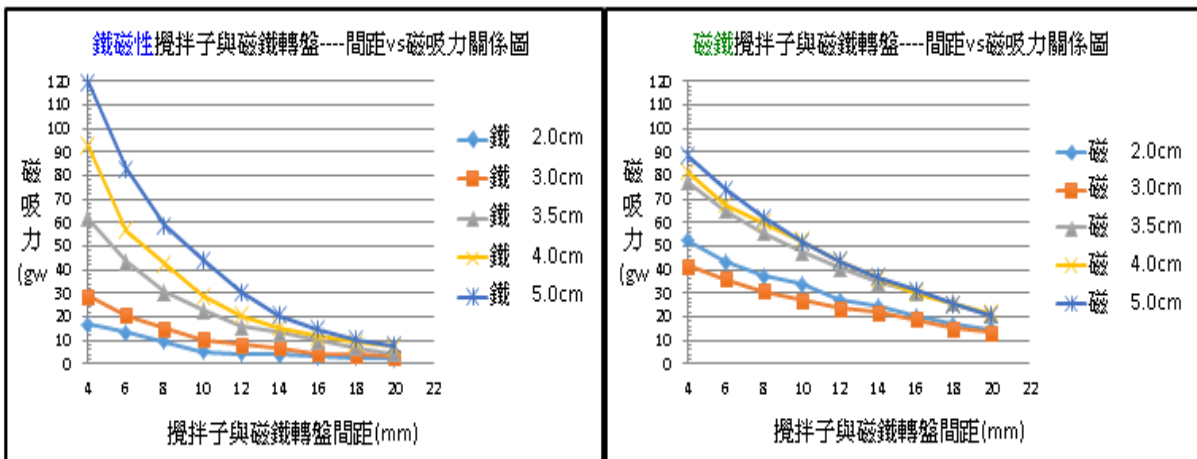 鐵磁性攪拌子與磁鐵轉盤----間距vs磁吸力關係圖
120
110
100
90
80
70
60
50
40
30
20
10
0
磁吸力(gw
4 6 8 10 12 14 16 18 20 22
攪拌子與磁鐵轉盤間距(mm)
鐵 2.0cm
鐵 3.0cm
鐵 3.5cm
鐵 4.0cm
鐵 5.0cm
磁鐵攪拌子與磁鐵轉盤----間距vs磁吸力關係圖
120
110
100
90
80
70
60
50
40
30
20
10
0
磁吸力(gw
4 6 8 10 12 14 16 18 20 22
攪拌子與磁鐵轉盤間距(mm)
磁 2.0cm
磁 3.0cm
磁 3.5cm
磁 4.0cm
磁 5.0cm